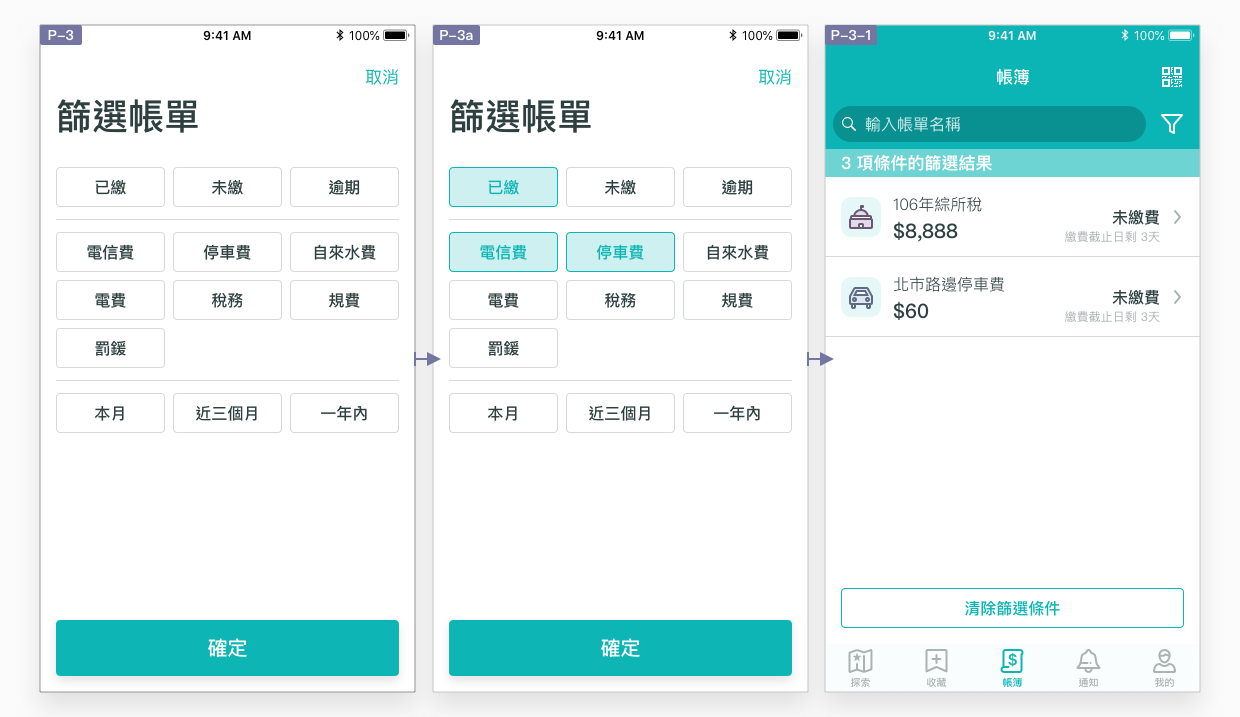 P-3
9:41 AM
100%
取消
篩選帳單
已繳
未繳
逾期
電信費
停車費
自來水費
電費
稅務
規費
罰鍰
本月
近三個月
一年內
確定
P-3a
9:41 AM
100%
取消
篩選帳單
已繳
未繳
逾期
電信費
停車費
自來水費
電費
稅務
規費
罰鍰
本月
近三個月
一年內
確定
P-3-1
9:41 AM
100%
帳簿
輸入帳單名稱
3 項條件的篩選結果
106年綜所稅
$8,888
未繳費
繳費截止日剩 3天
北市路邊停車費
$60
未繳費
繳費截止日剩 3天
清除篩選條件
探索
收藏
帳簿
通知
我的